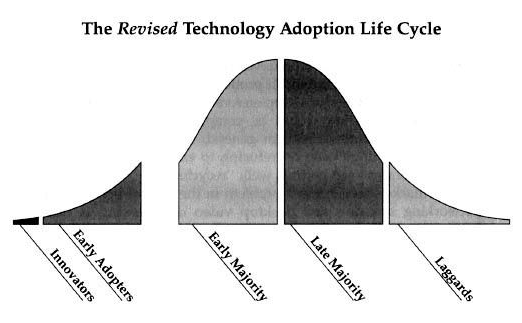 The Revised Technology Adoption Life Cycle
Innovators
Early Adopters
Early Majority
Late Majority
Laggards